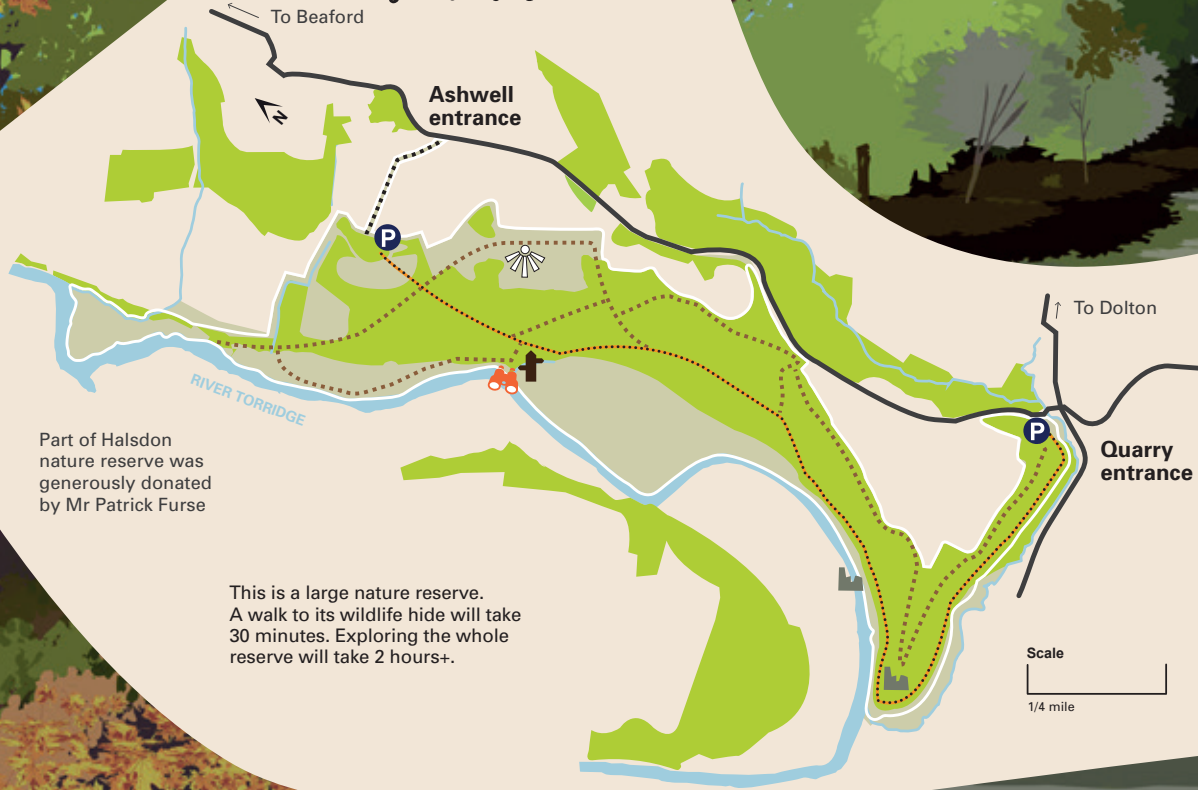 To Beaford
Ashwell
entrance
N
P
To Dolton
RIVER TORRIDGE
P
Part of Halsdon
nature reserve was
generously donated
by Mr Patrick Furse
Quarry
entrance
This is a large nature reserve.
A walk to its wildlife hide will take
30 minutes. Exploring the whole
reserve will take 2 hours+.
Scale
1/4 mile